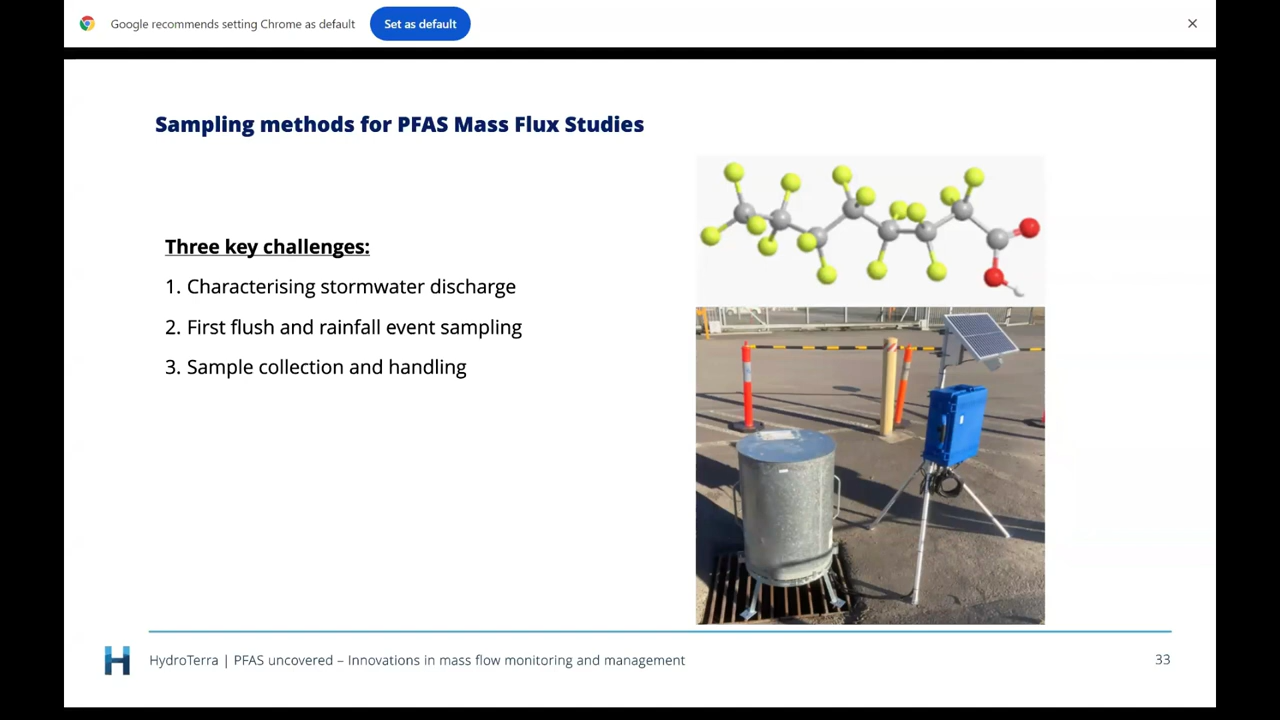 Google recommends setting Chrome as default
Set as default
Sampling methods for PFAS Mass Flux Studies
Three key challenges:
1. Characterising stormwater discharge
2. First flush and rainfall event sampling
3. Sample collection and handling
HydroTerra | PFAS uncovered – Innovations in mass flow monitoring and management
33